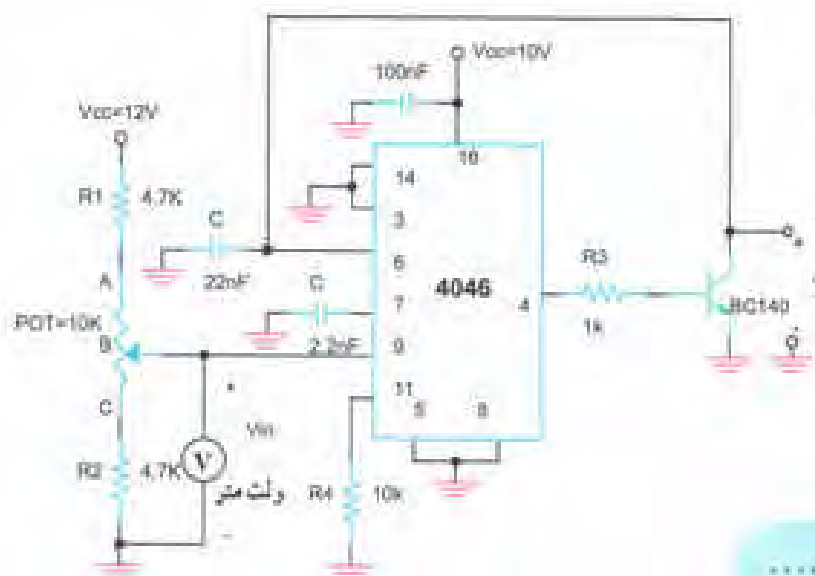 100nF
Vcc=10V
Vcc=12V
R1 4.7K
C
22nF
A
POT=10K
B
C
2.2nF
C
R2 4.7K
V
Vin
+
-
ولت متر
R4 10k
14
3
6
7
9
11
5
8
4
4046
R3
1k
BC140